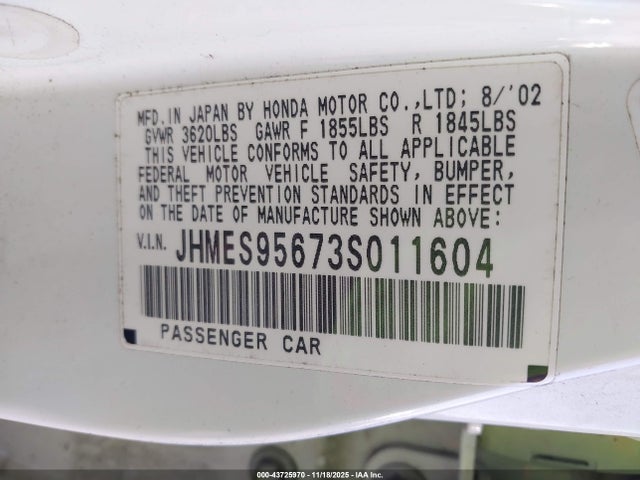 MFD.IN JAPAN BY HONDA MOTOR CO.,LTD; 8/'02
GVWR 3620LBS GAWR F 1855LBS R 1845LBS
THIS VEHICLE CONFORMS TO ALL APPLICABLE
FEDERAL MOTOR VEHICLE SAFETY, BUMPER,
AND THEFT PREVENTION STANDARDS IN EFFECT
ON THE DATE OF MANUFACTURE SHOWN ABOVE:
V.I.N. JHMES95673S011604
PASSENGER CAR
000-43725970 | 11/18/2025 - IAA Inc.